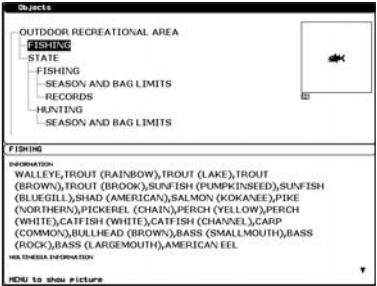 Objects
OUTDOOR RECREATIONAL AREA
FISHING
STATE
FISHING
SEASON AND BAG LIMITS
RECORDS
HUNTING
SEASON AND BAG LIMITS
FISHING
INFORMATION
WALLEYE,TROUT (RAINBOW),TROUT (LAKE),TROUT
(BROWN),TROUT (BROOK),SUNFISH (PUMPKINSEED),SUNFISH
(BLUEGILL),SHAD (AMERICAN),SALMON (KOKANEE),PIKE
(NORTHERN),PICKEREL (CHAIN),PERCH (YELLOW),PERCH
(WHITE),CATFISH (WHITE),CATFISH (CHANNEL),CARP
(COMMON),BULLHEAD (BROWN),BASS (SMALLMOUTH),BASS
(ROCK),BASS (LARGEMOUTH),AMERICAN EEL
MULTIMEDIA INFORMATION
MENU to show picture